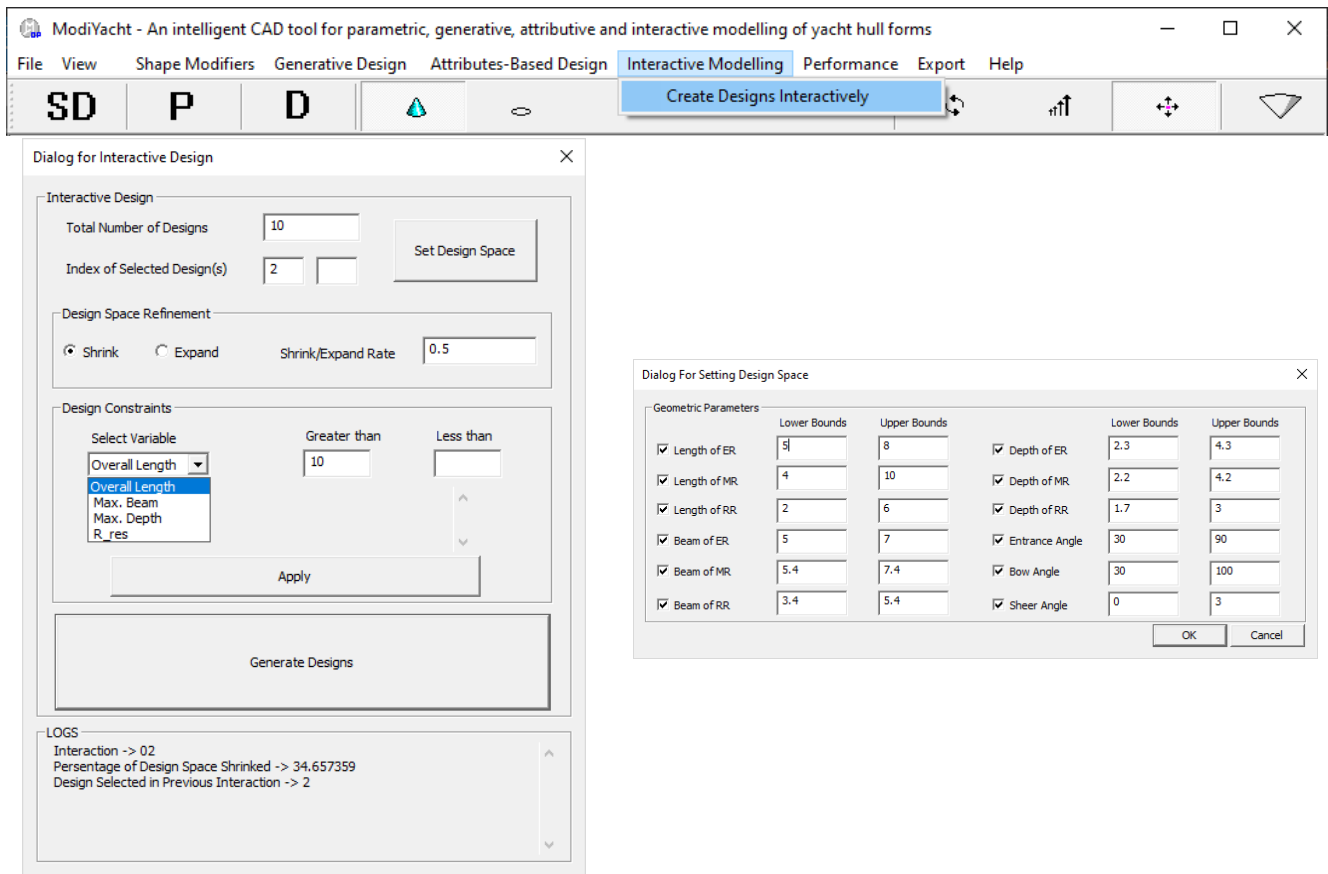 ModiYacht - An intelligent CAD tool for parametric, generative, attributive and interactive modelling of yacht hull forms
File View Shape Modifiers Generative Design Attributes-Based Design Interactive Modelling Performance Export Help
SD P D Create Designs Interactively
Dialog for Interactive Design
Interactive Design
Total Number of Designs 10
Set Design Space
Index of Selected Design(s) 2
Design Space Refinement
Shrink Expand Shrink/Expand Rate 0.5
Design Constraints
Select Variable Greater than Less than
Overall Length 10
Overall Length
Max. Beam
Max. Depth
R_res
Apply
Generate Designs
LOGS
Interaction -> 02
Persentage of Design Space Shrinked -> 34.657359
Design Selected in Previous Interaction -> 2
Dialog For Setting Design Space
Geometric Parameters
Lower Bounds Upper Bounds Lower Bounds Upper Bounds
Length of ER 5 8 Depth of ER 2.3 4.3
Length of MR 4 10 Depth of MR 2.2 4.2
Length of RR 2 6 Depth of RR 1.7 3
Beam of ER 5 7 Entrance Angle 30 90
Beam of MR 5.4 7.4 Bow Angle 30 100
Beam of RR 3.4 5.4 Sheer Angle 0 3
OK Cancel